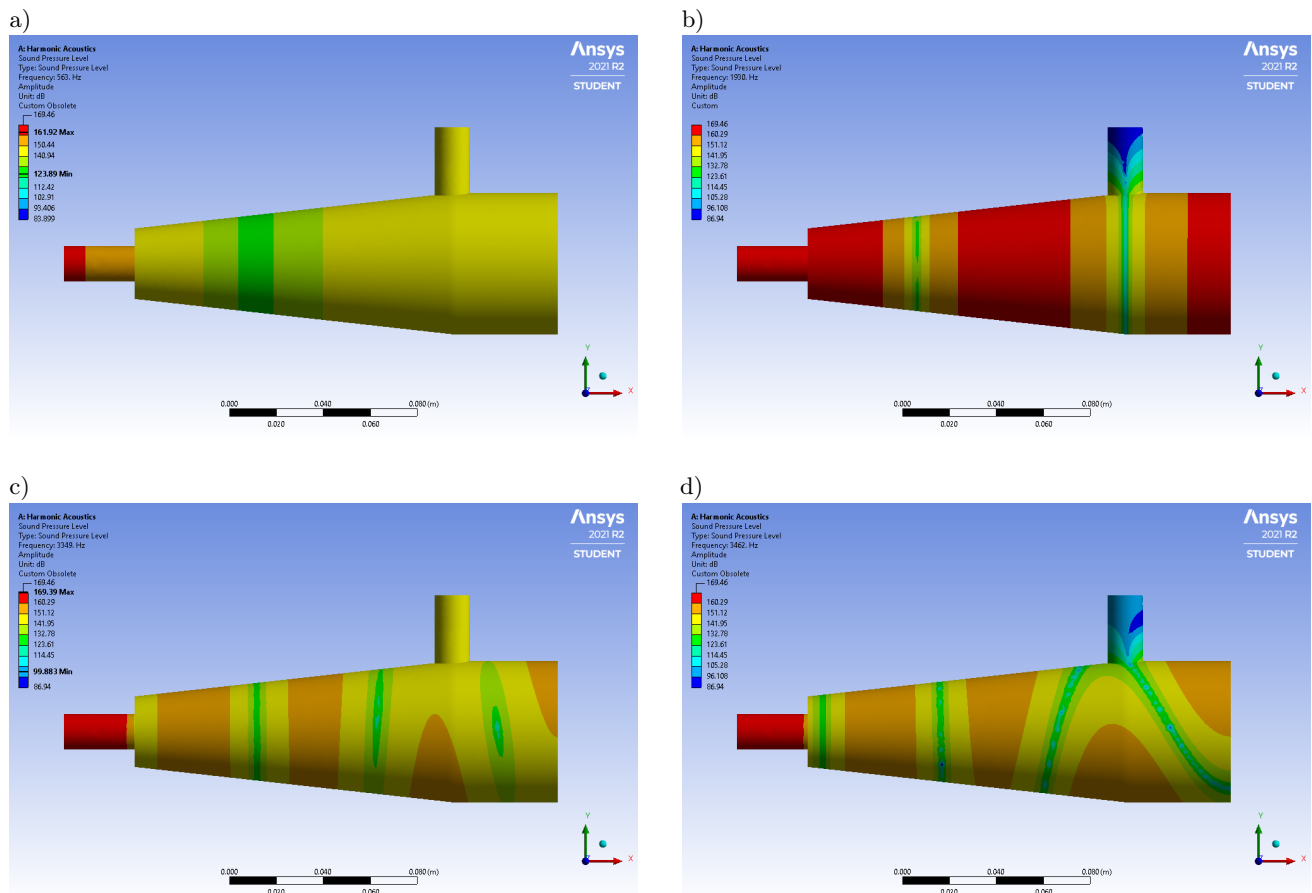 a)
A: Harmonic Acoustics
Sound Pressure Level
Type: Sound Pressure Level
Frequency: 563. Hz
Amplitude
Unit: dB
Custom Obsolete
169.46
161.92 Max
150.44
140.94
123.89 Min
112.42
102.91
93.406
83.899
Ansys
2021 R2
STUDENT
Y
X
Z
0.000 0.040 0.080 (m)
0.020 0.060
b)
A: Harmonic Acoustics
Sound Pressure Level
Type: Sound Pressure Level
Frequency: 1930. Hz
Amplitude
Unit: dB
Custom
169.46
160.29
151.12
141.95
132.78
123.61
114.45
105.28
96.108
86.94
Ansys
2021 R2
STUDENT
Y
X
Z
0.000 0.040 0.080 (m)
0.020 0.060
c)
A: Harmonic Acoustics
Sound Pressure Level
Type: Sound Pressure Level
Frequency: 3349. Hz
Amplitude
Unit: dB
Custom Obsolete
169.46
169.39 Max
160.29
151.12
141.95
132.78
123.61
114.45
99.883 Min
86.94
Ansys
2021 R2
STUDENT
Y
X
Z
0.000 0.040 0.080 (m)
0.020 0.060
d)
A: Harmonic Acoustics
Sound Pressure Level
Type: Sound Pressure Level
Frequency: 3462. Hz
Amplitude
Unit: dB
Custom Obsolete
169.46
160.29
151.12
141.95
132.78
123.61
114.45
105.28
96.108
86.94
Ansys
2021 R2
STUDENT
Y
X
Z
0.000 0.040 0.080 (m)
0.020 0.060